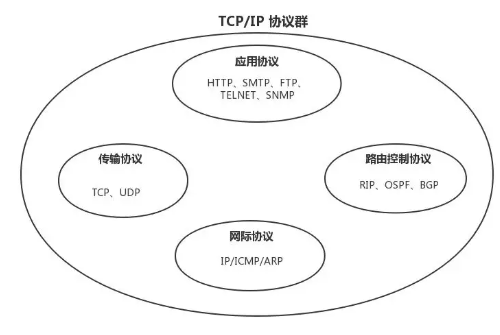 TCP/IP 协议群
应用协议
HTTP、SMTP、FTP、
TELNET、SNMP
传输协议
TCP、UDP
路由控制协议
RIP、OSPF、BGP
网际协议
IP/ICMP/ARP